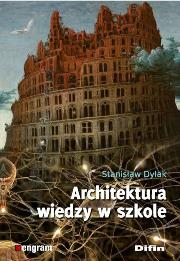 Stanisław Dylak
Architektura
wiedzy w szkole
engram
Difin